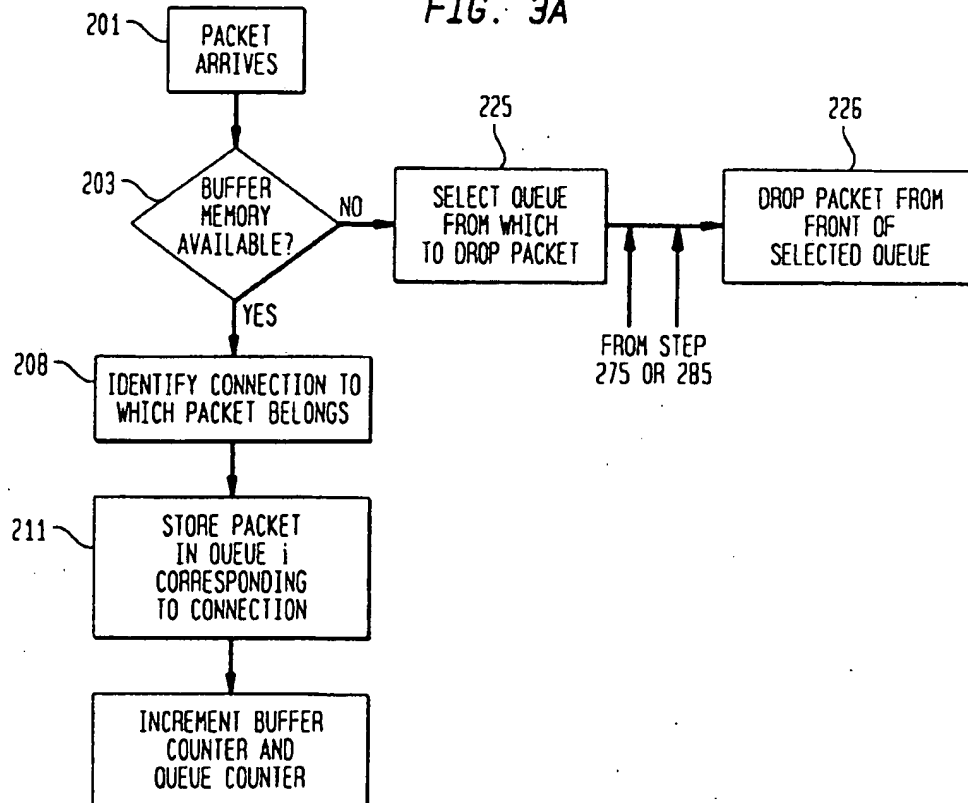 FIG. 3A
201
PACKET
ARRIVES
203
BUFFER
MEMORY
AVAILABLE?
NO
YES
225
SELECT QUEUE
FROM WHICH
TO DROP PACKET
226
DROP PACKET FROM
FRONT OF
SELECTED QUEUE
FROM STEP
275 OR 285
208
IDENTIFY CONNECTION TO
WHICH PACKET BELONGS
211
STORE PACKET
IN QUEUE i
CORRESPONDING
TO CONNECTION
INCREMENT BUFFER
COUNTER AND
QUEUE COUNTER